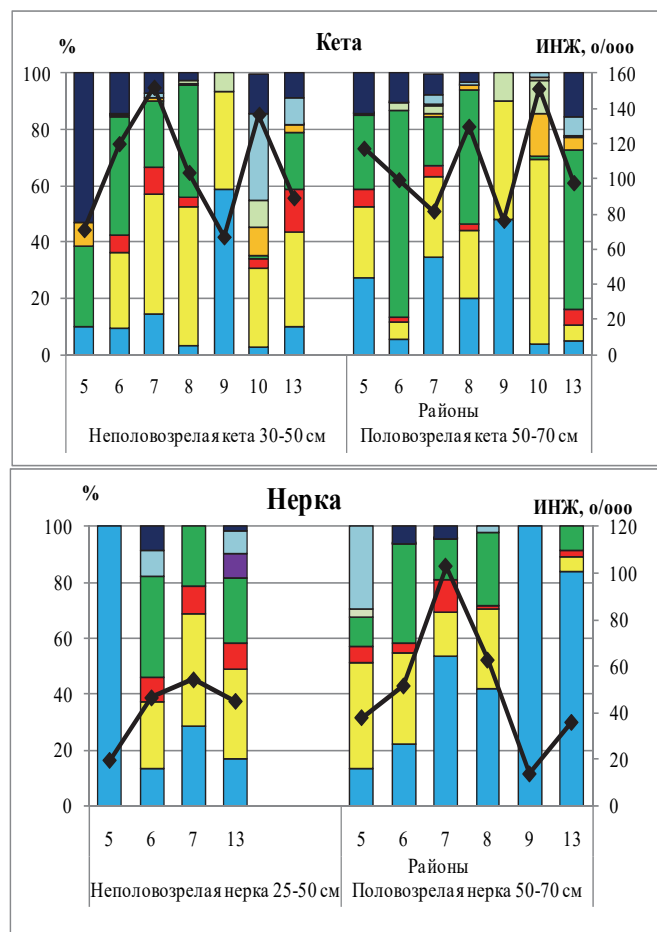 % Кета ИНЖ, о/ооо
100 160
140
80 120
60 100
80
40 60
20 40
20
0 0
5 6 7 8 9 10 13 5 6 7 8 9 10 13
Районы
Неполовозрелая кета 30-50 см Половозрелая кета 50-70 см
% Нерка ИНЖ, о/ооо
100 120
80 100
60 80
60
40 40
20 20
0 0
5 6 7 13 5 6 7 8 9 13
Районы
Неполовозрелая нерка 25-50 см Половозрелая нерка 50-70 см